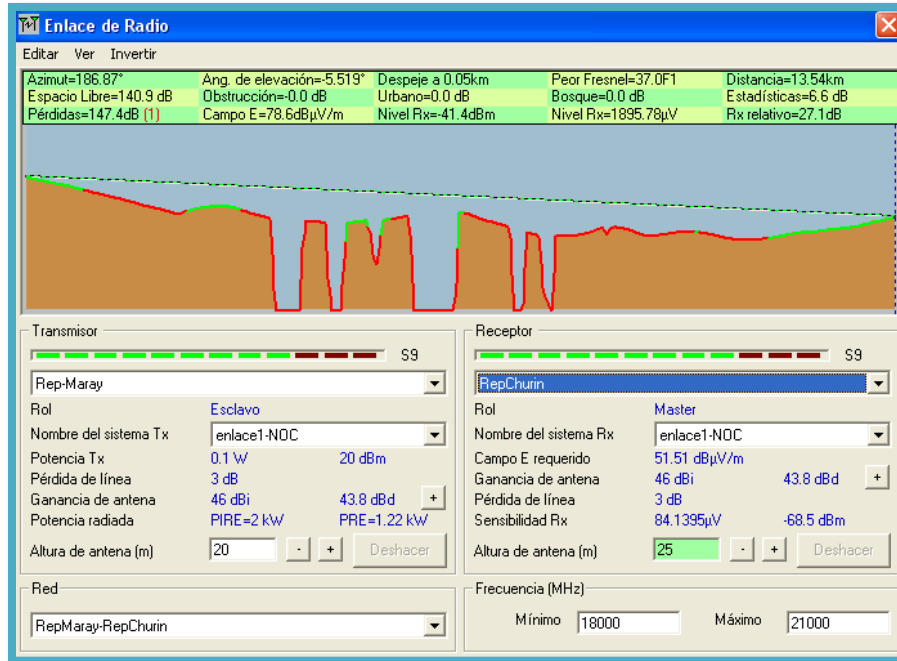 Enlace de Radio
Editar Ver Invertir
Azimut=186.87° Ang. de elevación=-5.519° Despeje a 0.05km Peor Fresnel=37.0F1 Distancia=13.54km
Espacio Libre=140.9 dB Obstrucción=-0.0 dB Urbano=0.0 dB Bosque=0.0 dB Estadísticas=6.6 dB
Pérdidas=147.4dB (1) Campo E=78.6dBµV/m Nivel Rx=-41.4dBm Nivel Rx=1895.78µV Rx relativo=27.1dB
Transmisor
S9
Rep-Maray
Rol Esclavo
Nombre del sistema Tx enlace1-NOC
Potencia Tx 0.1 W 20 dBm
Pérdida de línea 3 dB
Ganancia de antena 46 dBi 43.8 dBd +
Potencia radiada PIRE=2 kW PRE=1.22 kW
Altura de antena (m) 20 - + Deshacer
Red
RepMaray-RepChurin
Receptor
S9
RepChurin
Rol Master
Nombre del sistema Rx enlace1-NOC
Campo E requerido 51.51 dBµV/m
Ganancia de antena 46 dBi 43.8 dBd +
Pérdida de línea 3 dB
Sensibilidad Rx 84.1395µV -68.5 dBm
Altura de antena (m) 25 - + Deshacer
Frecuencia (MHz)
Mínimo 18000 Máximo 21000